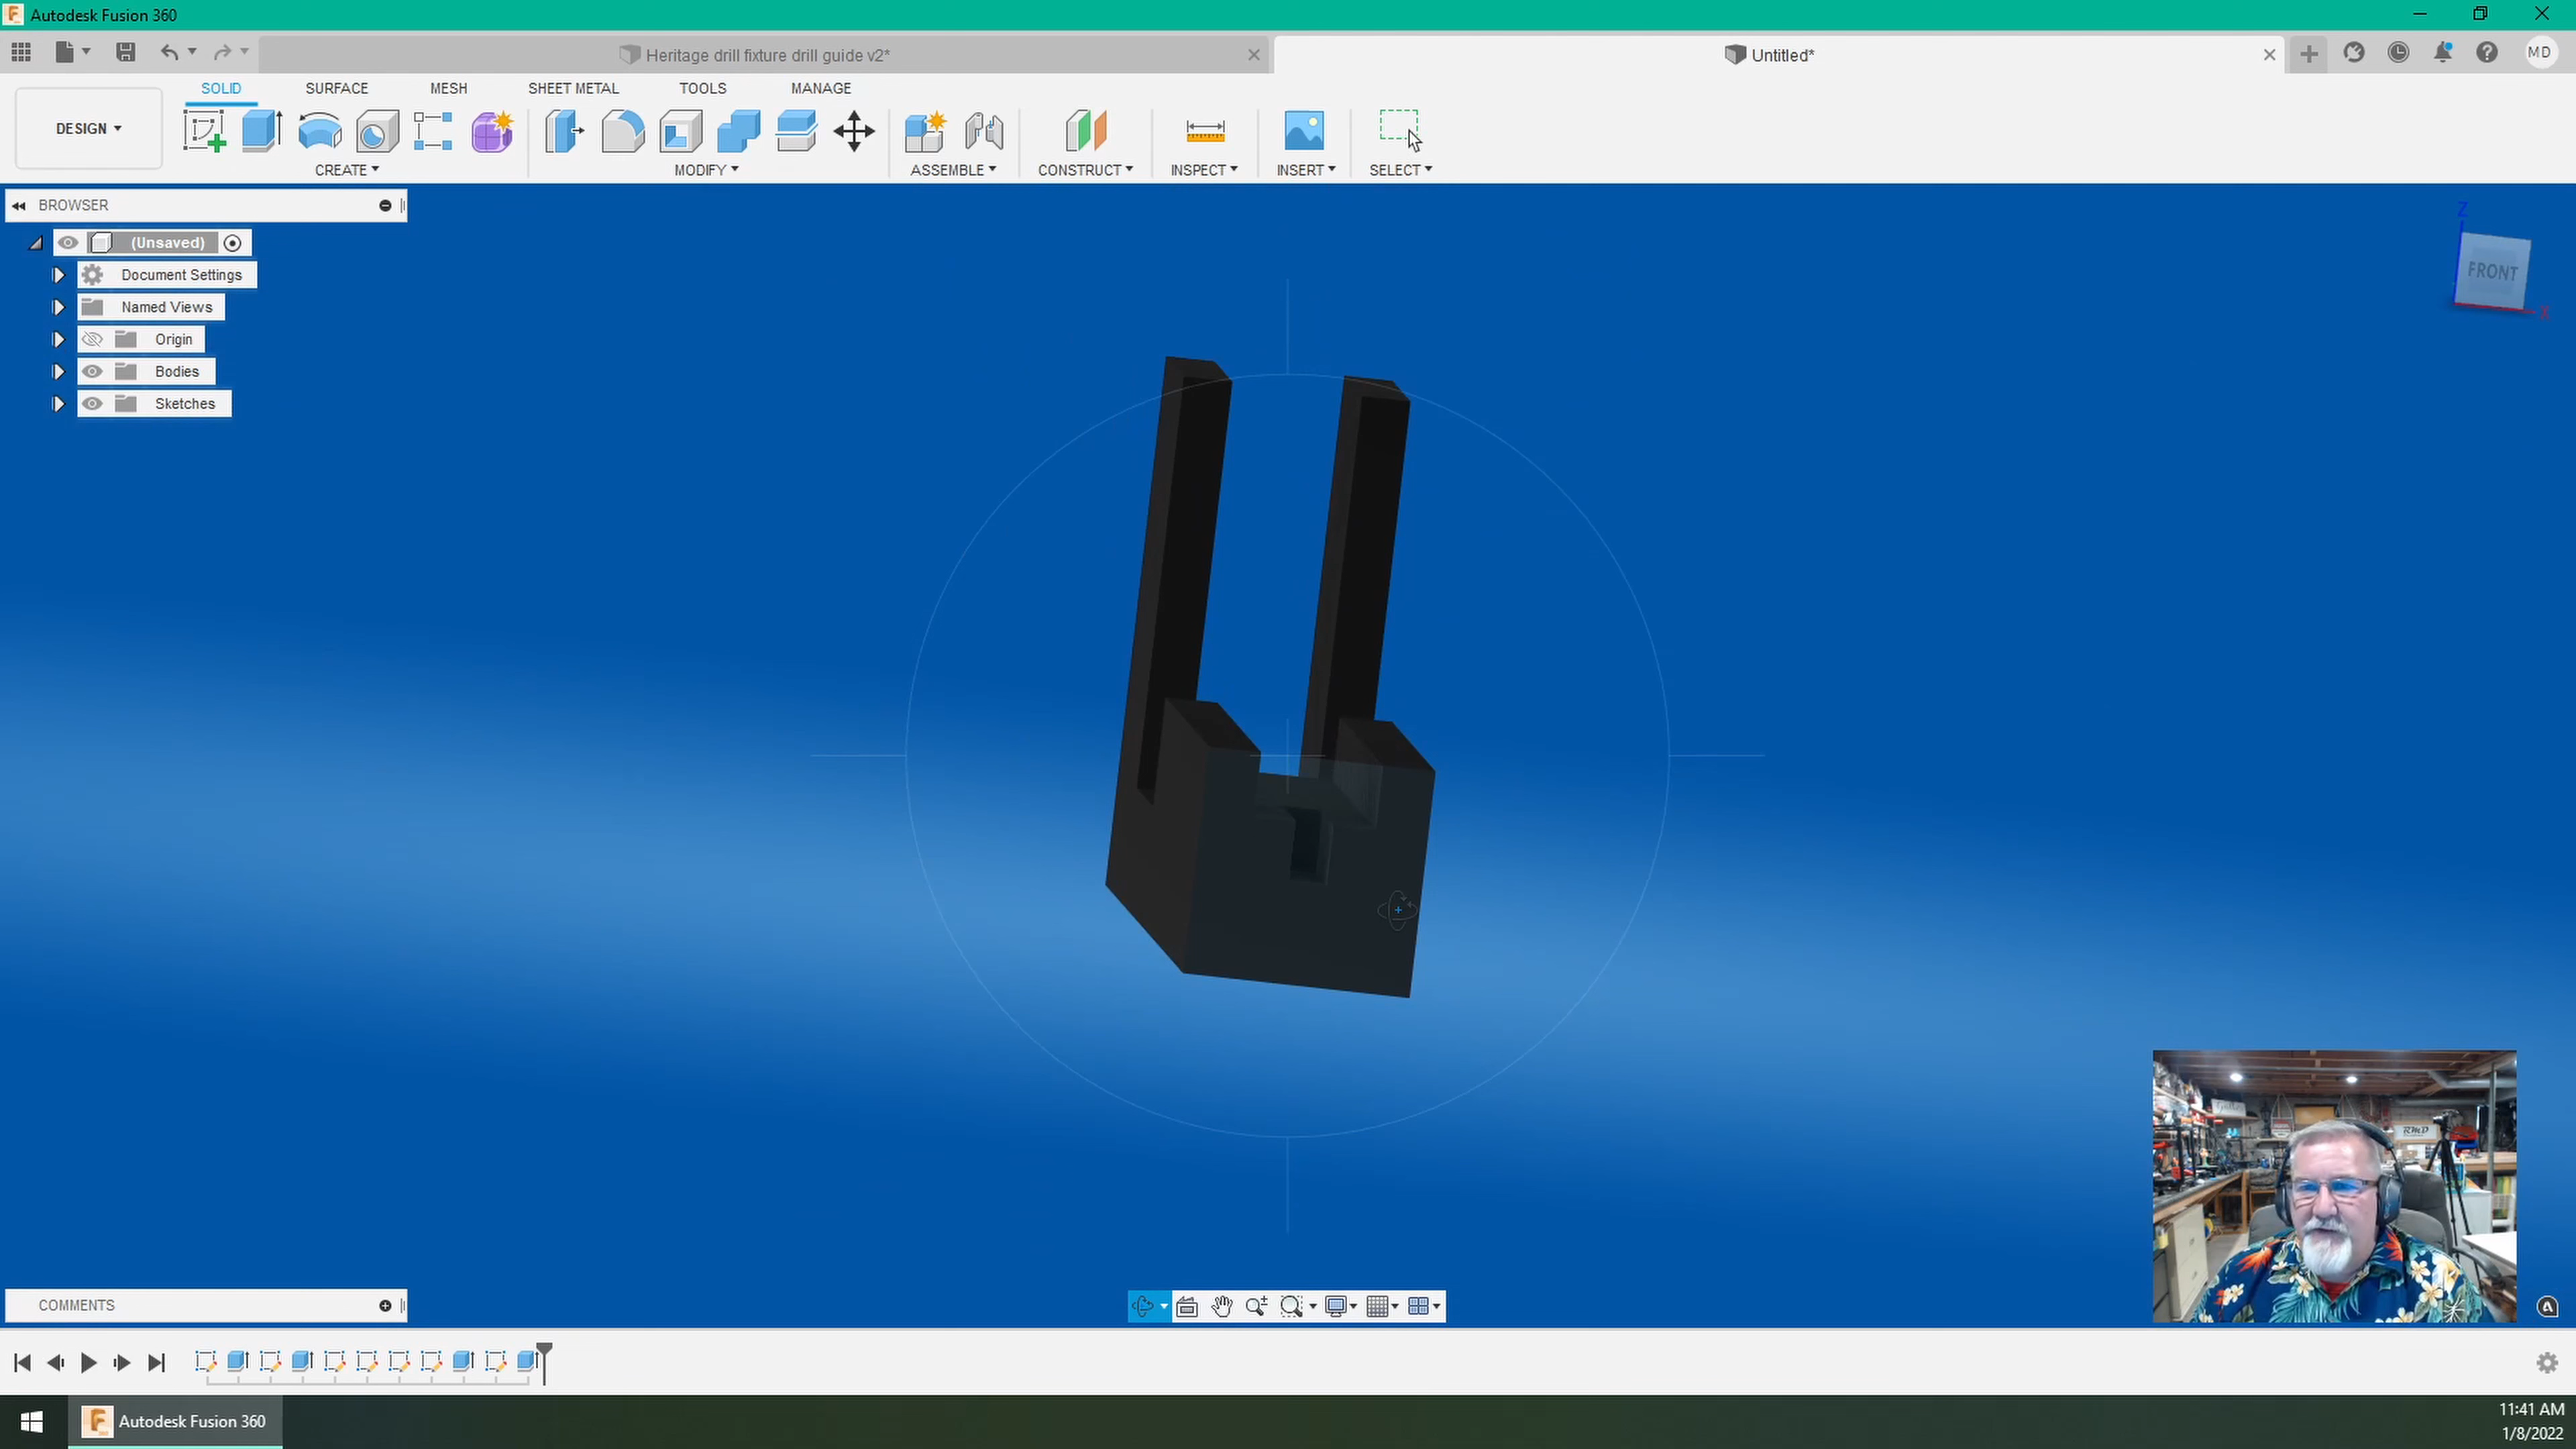 Autodesk Fusion 360
Heritage drill fixture drill guide v2*
Untitled*
MD
SOLID
SURFACE
MESH
SHEET METAL
TOOLS
MANAGE
DESIGN
CREATE
MODIFY
ASSEMBLE
CONSTRUCT
INSPECT
INSERT
SELECT
BROWSER
(Unsaved)
Document Settings
Named Views
Origin
Bodies
Sketches
Z
FRONT
X
RMP
COMMENTS
Autodesk Fusion 360
11:41 AM
1/8/2022